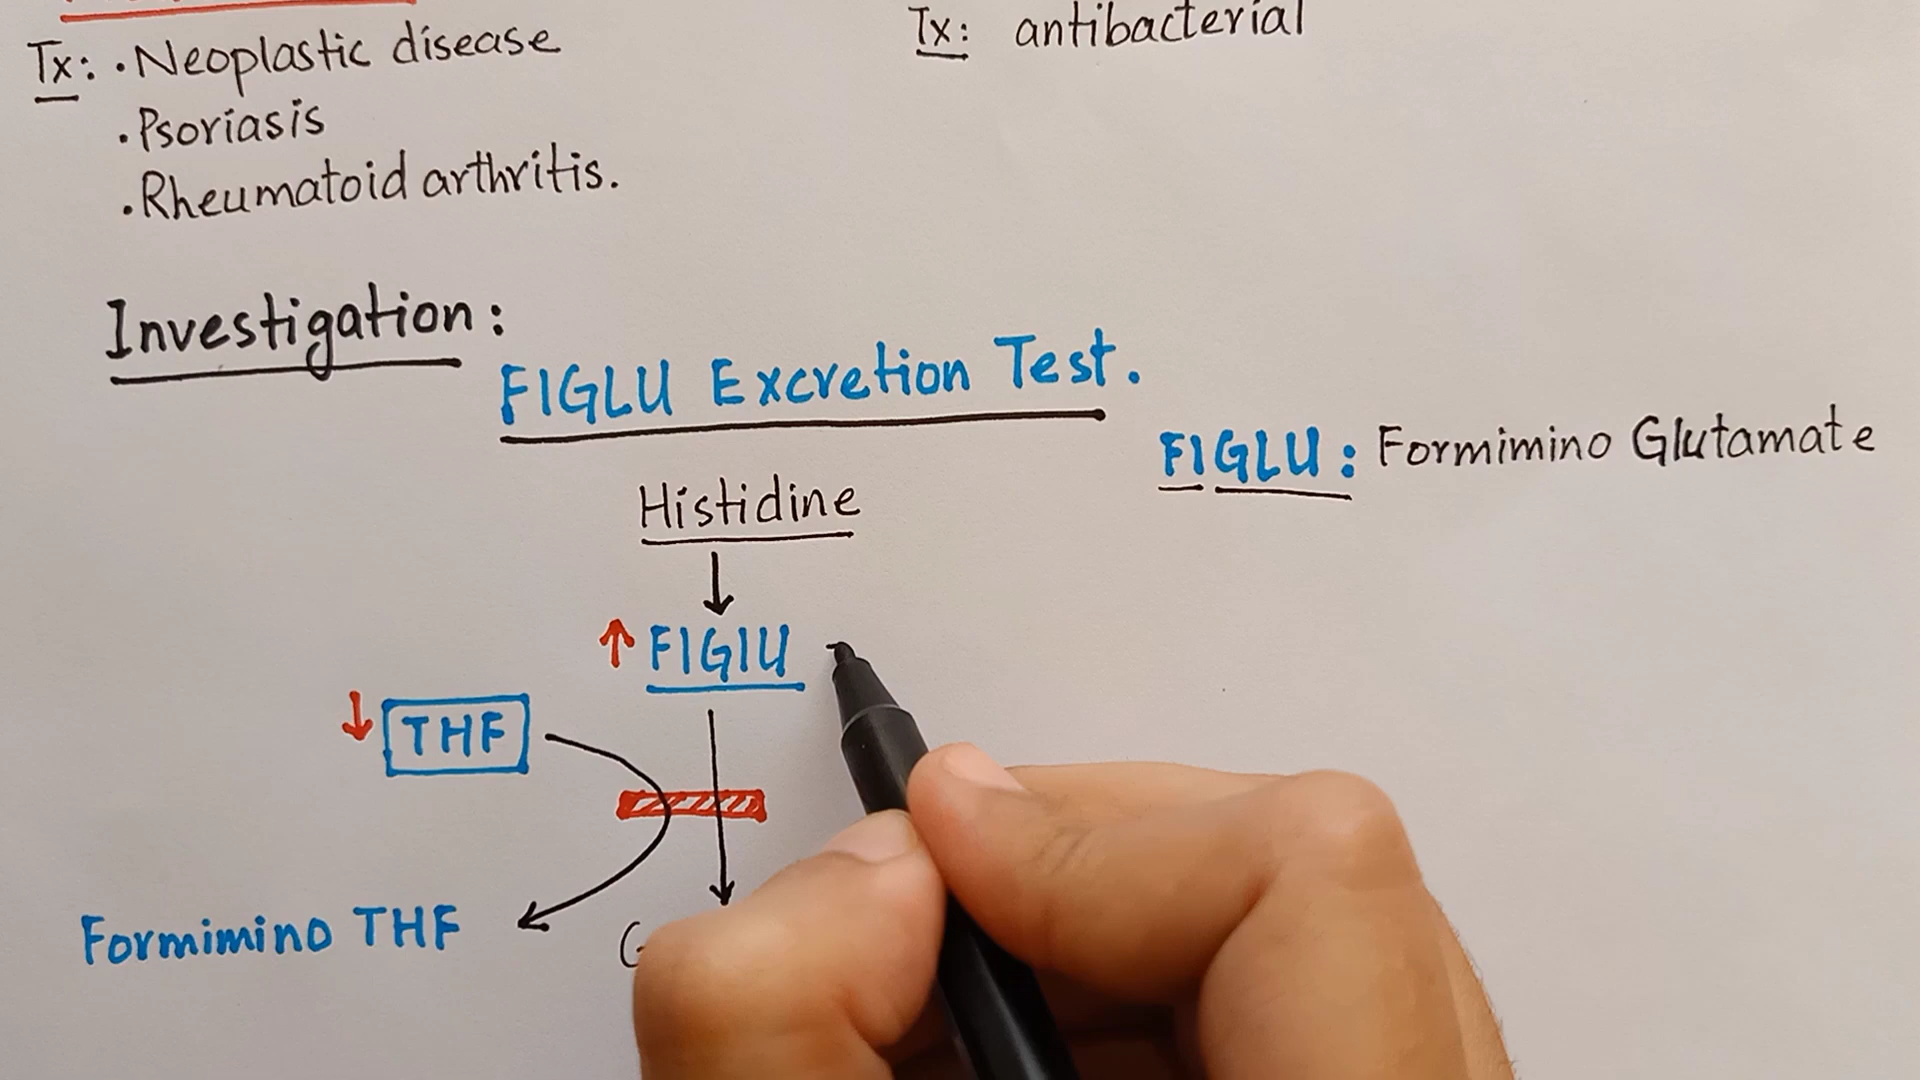 Tx: . Neoplastic disease
. Psoriasis
. Rheumatoid arthritis.
Tx: antibacterial
Investigation:
FIGLU Excretion Test.
FIGLU: Formimino Glutamate
Histidine
↓
↑ FIGlU
↓ THF
Formimino THF
G